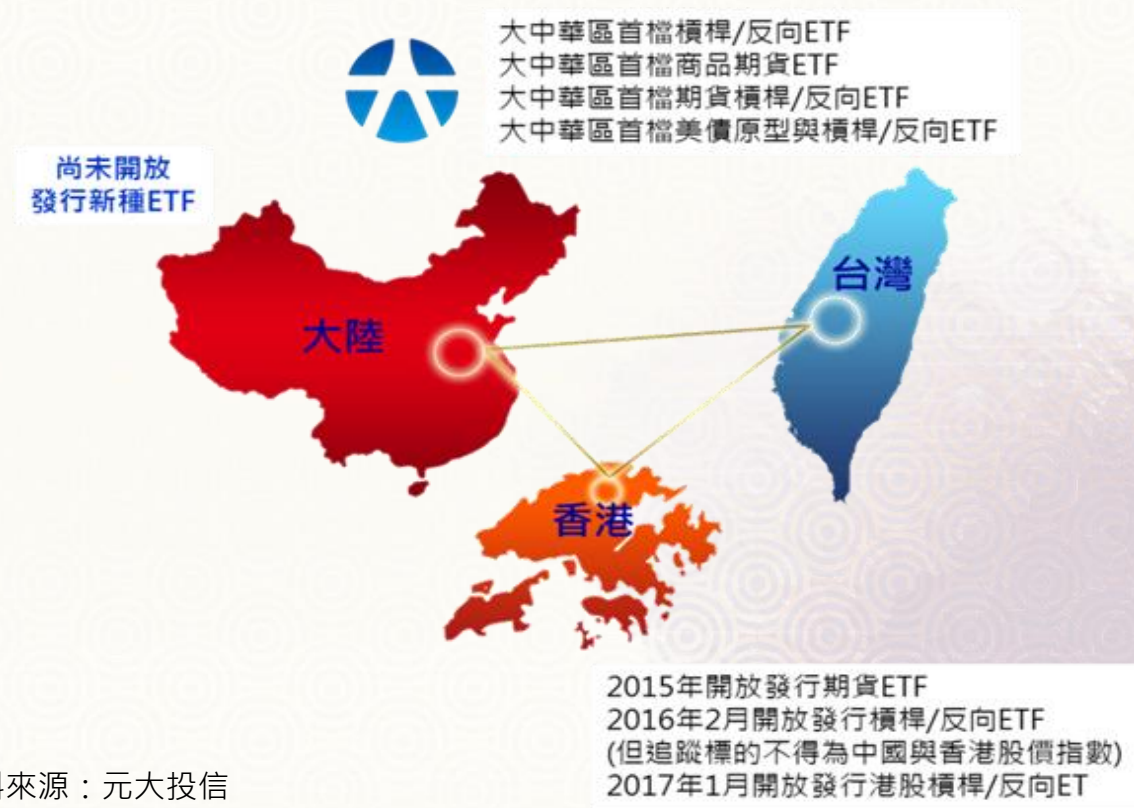 大中華區首檔槓桿/反向ETF
大中華區首檔商品期貨ETF
大中華區首檔期貨槓桿/反向ETF
大中華區首檔美債原型與槓桿/反向ETF
尚未開放
發行新種ETF
台灣
大陸
香港
2015年開放發行期貨ETF
2016年2月開放發行槓桿/反向ETF
(但追蹤標的不得為中國與香港股價指數)
2017年1月開放發行港股槓桿/反向ET
來源：元大投信